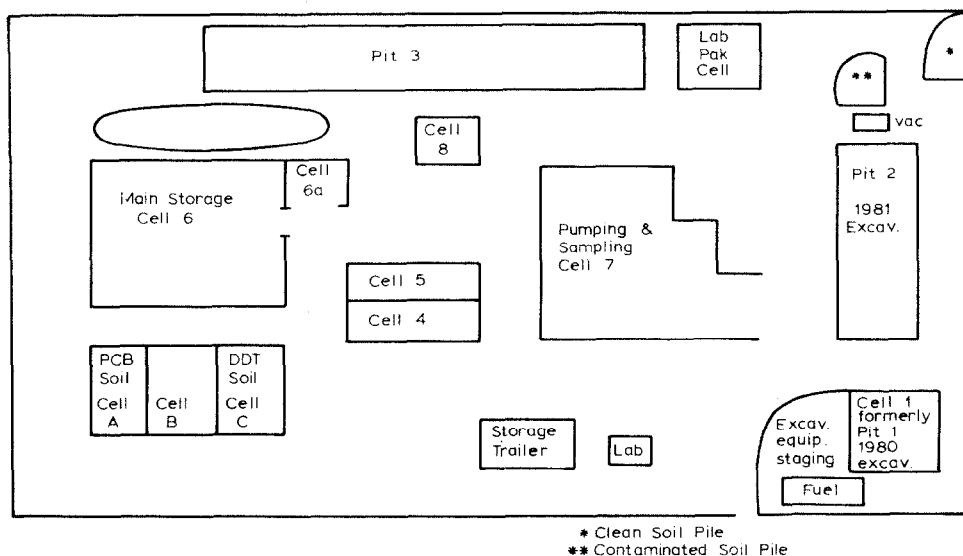 Pit 3
Lab
Pak
Cell
*
**
vac
Cell
8
Cell
6a
Main Storage
Cell 6
Pit 2
1981
Excav.
Pumping &
Sampling
Cell 7
Cell 5
Cell 4
PCB
Soil
Cell
A
Cell
B
DDT
Soil
Cell
C
Storage
Trailer
Lab
Excav.
equip.
staging
Cell 1
formerly
Pit 1
1980
excav.
Fuel
* Clean Soil Pile
** Contaminated Soil Pile